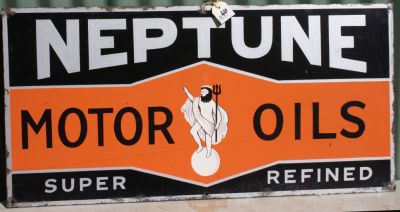 NEPTUNE
MOTOR OILS
SUPER REFINED